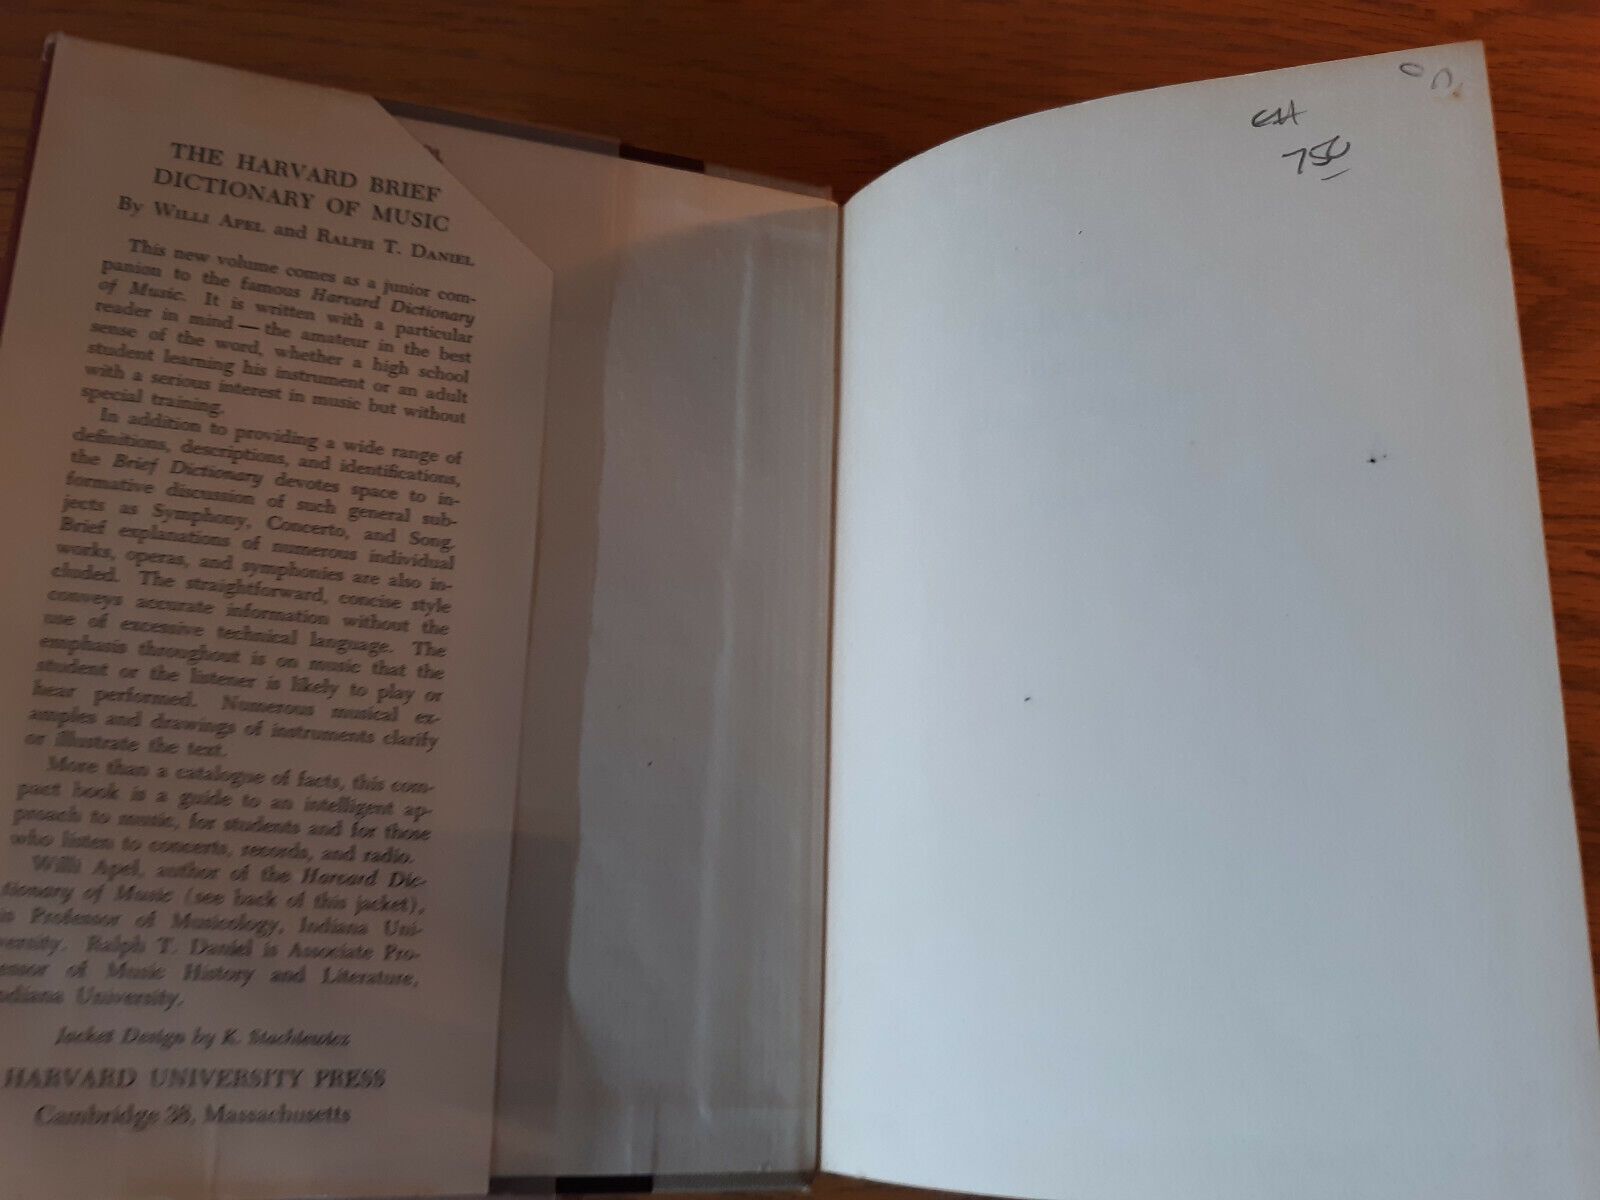 THE HARVARD BRIEF
DICTIONARY OF MUSIC
By WILLI APEL and RALPH T. DANIEL
This new volume comes as a junior com-
panion to the famous Harvard Dictionary
of Music. It is written with a particular
reader in mind — the amateur in the best
sense of the word, whether a high school
student learning his instrument or an adult
with a serious interest in music but without
special training.
In addition to providing a wide range of
definitions, descriptions, and identifications,
the Brief Dictionary devotes space to in-
formative discussion of such general sub-
jects as Symphony, Concerto, and Song.
Brief explanations of numerous individual
works, operas, and symphonies are also in-
cluded. The straightforward, concise style
conveys accurate information without the
use of excessive technical language. The
emphasis throughout is on music that the
student or the listener is likely to play or
hear performed. Numerous musical ex-
amples and drawings of instruments clarify
or illustrate the text.
More than a catalogue of facts, this com-
pact book is a guide to an intelligent ap-
proach to music, for students and for those
who listen to concerts, records, and radio.
Willi Apel, author of the Harvard Dic-
tionary of Music (see back of this jacket),
is Professor of Musicology, Indiana Uni-
versity. Ralph T. Daniel is Associate Pro-
fessor of Music History and Literature,
Indiana University.
Jacket Design by K. Stachiewicz
HARVARD UNIVERSITY PRESS
Cambridge 38, Massachusetts
750